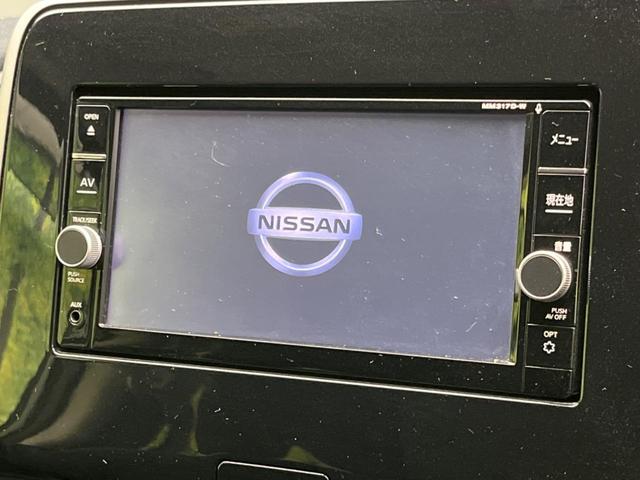 MM317D-W
OPEN
AV
TRACK/SEEK
PUSH
SOURCE
AUX
NISSAN
メニュー
現在地
音量
PUSH
AV OFF
OPT